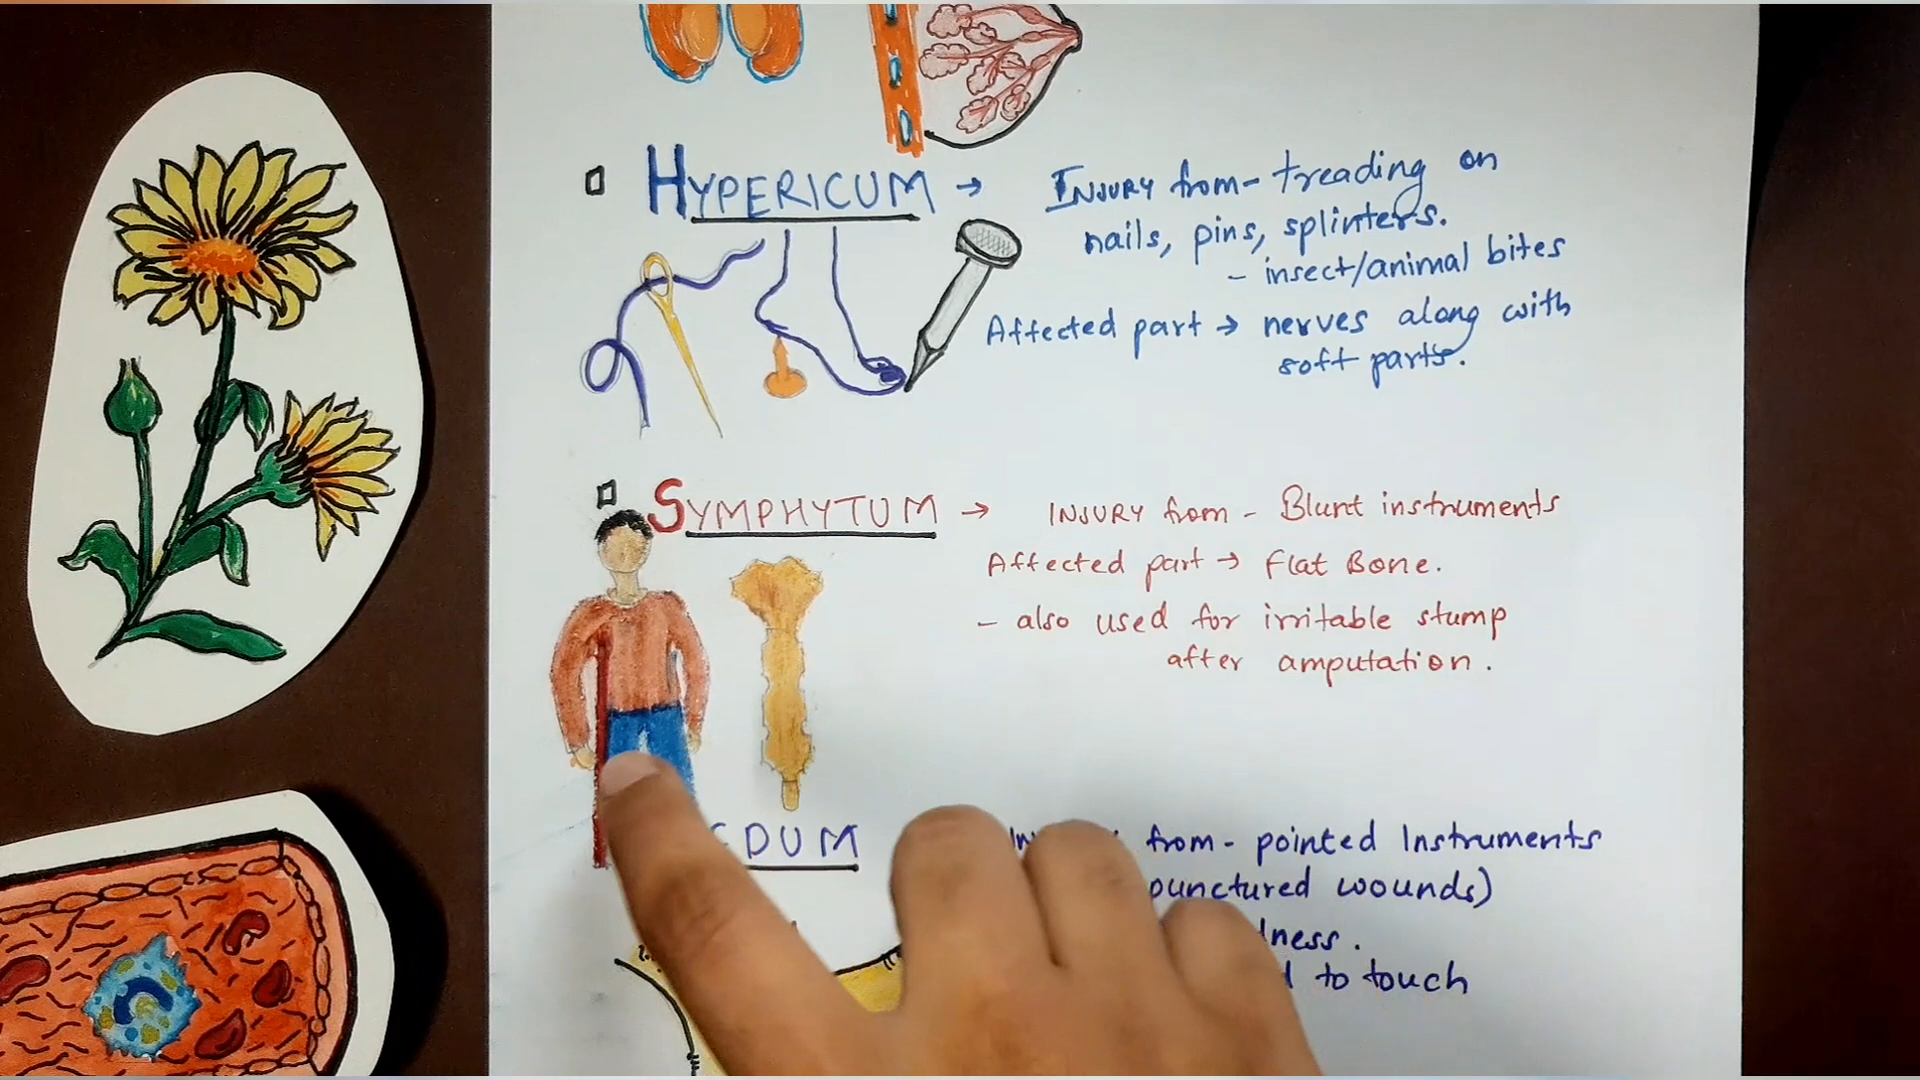 HYPERICUM → INJURY from - treading on
nails, pins, splinters.
- insect/animal bites
Affected part → nerves along with
soft parts.
SYMPHYTUM → INJURY from - Blunt instruments
Affected part → Flat Bone.
- also used for irritable stump
after amputation.
DUM from - pointed Instruments
punctured wounds)
to touch